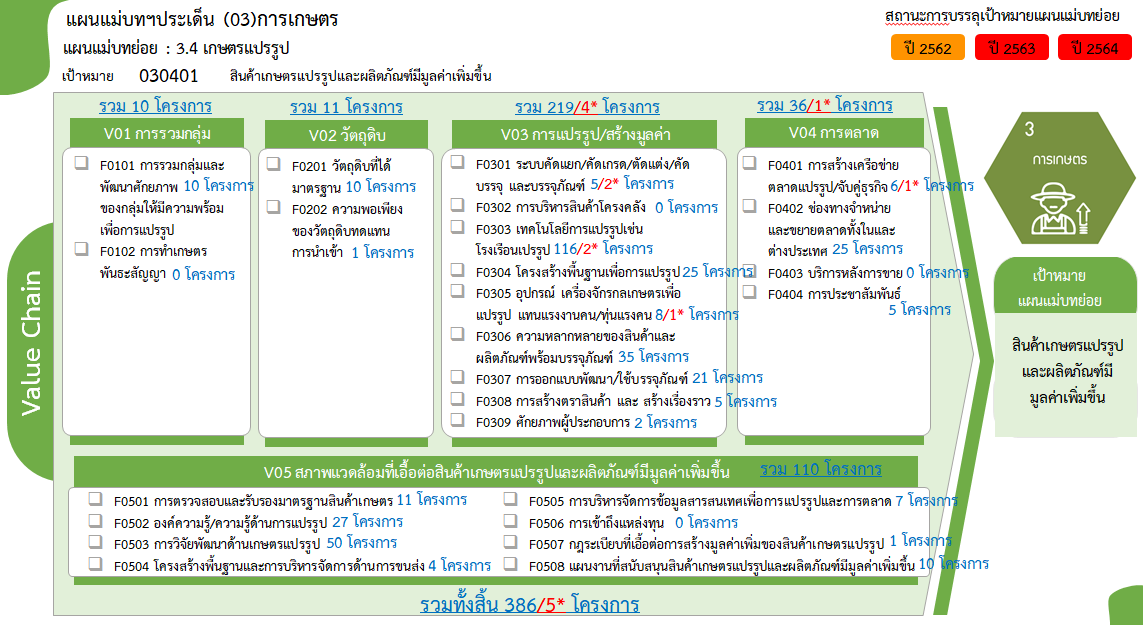 แผนแม่บทฯประเด็น (03)การเกษตร
แผนแม่บทย่อย : 3.4 เกษตรแปรรูป
เป้าหมาย 030401 สินค้าเกษตรแปรรูปและผลิตภัณฑ์มีมูลค่าเพิ่มขึ้น
สถานะการบรรลุเป้าหมายแผนแม่บทย่อย
ปี 2562 ปี 2563 ปี 2564
Value Chain
รวม 10 โครงการ
V01 การรวมกลุ่ม
F0101 การรวมกลุ่มและ
พัฒนาศักยภาพ 10 โครงการ
ของกลุ่มให้มีความพร้อม
เพื่อการแปรรูป
F0102 การทำเกษตร
พันธะสัญญา 0 โครงการ
รวม 11 โครงการ
V02 วัตถุดิบ
F0201 วัตถุดิบที่ได้
มาตรฐาน 10 โครงการ
F0202 ความพอเพียง
ของวัตถุดิบทดแทน
การนำเข้า 1 โครงการ
รวม 219/4* โครงการ
V03 การแปรรูป/สร้างมูลค่า
F0301 ระบบคัดแยก/คัดเกรด/คัดแต่ง/คัด
บรรจุ และบรรจุภัณฑ์ 5/2* โครงการ
F0302 การบริหารสินค้าโครงคลัง 0 โครงการ
F0303 เทคโนโลยีการแปรรูปเช่น
โรงเรือนแปรรูป 116/2* โครงการ
F0304 โครงสร้างพื้นฐานเพื่อการแปรรูป 25 โครงการ
F0305 อุปกรณ์ เครื่องจักรกลเกษตรเพื่อ
แปรรูป แทนแรงงานคน/ทุ่นแรงคน 8/1* โครงการ
F0306 ความหลากหลายของสินค้าและ
ผลิตภัณฑ์พร้อมบรรจุภัณฑ์ 35 โครงการ
F0307 การออกแบบพัฒนา/ใช้บรรจุภัณฑ์ 21 โครงการ
F0308 การสร้างตราสินค้า และ สร้างเรื่องราว 5 โครงการ
F0309 ศักยภาพผู้ประกอบการ 2 โครงการ
รวม 36/1* โครงการ
V04 การตลาด
F0401 การสร้างเครือข่าย
ตลาดแปรรูป/จับคู่ธุรกิจ 6/1* โครงการ
F0402 ช่องทางจำหน่าย
และขยายตลาดทั้งในและ
ต่างประเทศ 25 โครงการ
F0403 บริการหลังการขาย 0 โครงการ
F0404 การประชาสัมพันธ์
5 โครงการ
3
การเกษตร
เป้าหมาย
แผนแม่บทย่อย
สินค้าเกษตรแปรรูป
และผลิตภัณฑ์มี
มูลค่าเพิ่มขึ้น
V05 สภาพแวดล้อมที่เอื้อต่อสินค้าเกษตรแปรรูปและผลิตภัณฑ์มีมูลค่าเพิ่มขึ้น รวม 110 โครงการ
F0501 การตรวจสอบและรับรองมาตรฐานสินค้าเกษตร 11 โครงการ
F0502 องค์ความรู้/ความรู้ด้านการแปรรูป 27 โครงการ
F0503 การวิจัยพัฒนาด้านเกษตรแปรรูป 50 โครงการ
F0504 โครงสร้างพื้นฐานและการบริหารจัดการด้านการขนส่ง 4 โครงการ
F0505 การบริหารจัดการข้อมูลสารสนเทศเพื่อการแปรรูปและการตลาด 7 โครงการ
F0506 การเข้าถึงแหล่งทุน 0 โครงการ
F0507 กฎระเบียบที่เอื้อต่อการสร้างมูลค่าเพิ่มของสินค้าเกษตรแปรรูป 1 โครงการ
F0508 แผนงานที่สนับสนุนสินค้าเกษตรแปรรูปและผลิตภัณฑ์มีมูลค่าเพิ่มขึ้น 10 โครงการ
รวมทั้งสิ้น 386/5* โครงการ